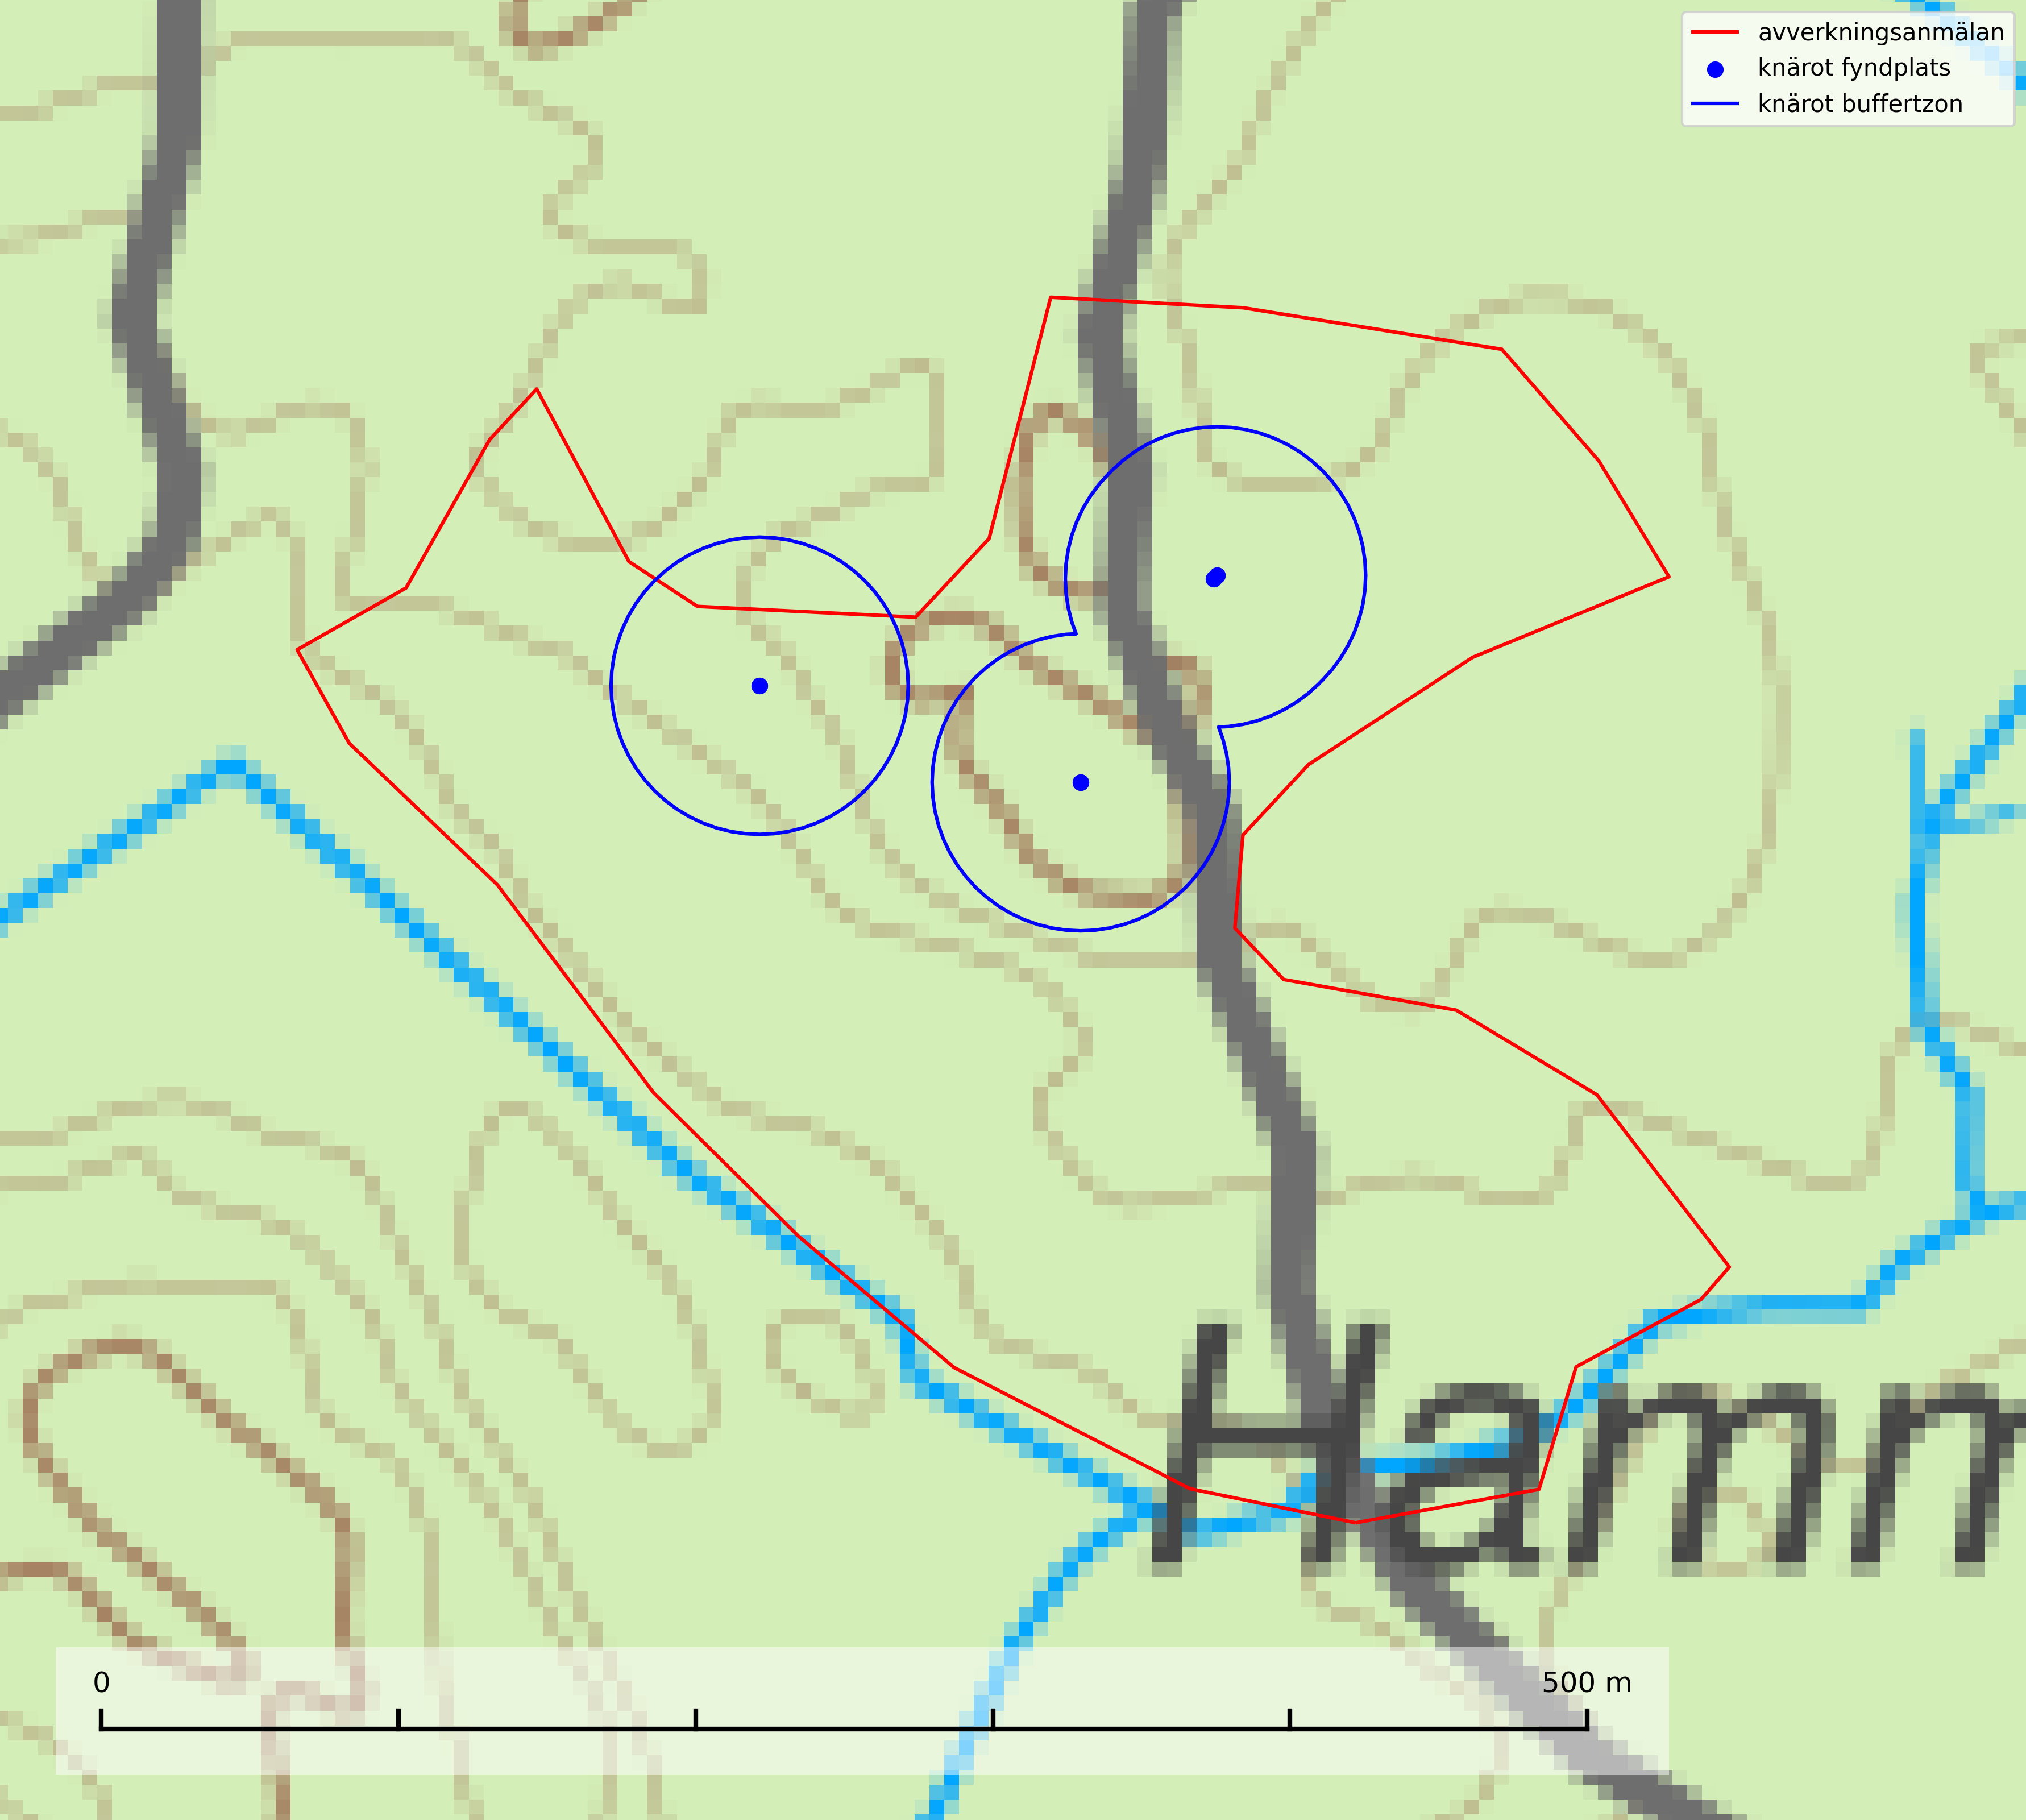 avverkningsanmälan
knärot fyndplats
knärot buffertzon
Hamm
0 500 m